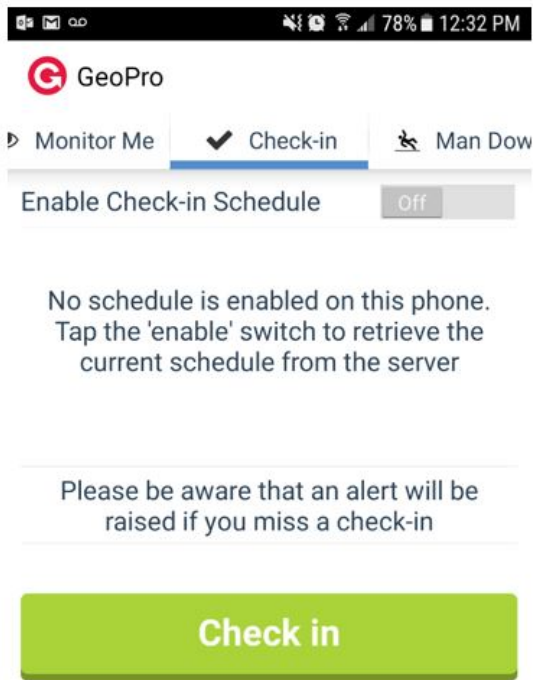 78% 12:32 PM
GeoPro
Monitor Me Check-in Man Dow
Enable Check-in Schedule Off
No schedule is enabled on this phone.
Tap the 'enable' switch to retrieve the
current schedule from the server
Please be aware that an alert will be
raised if you miss a check-in
Check in